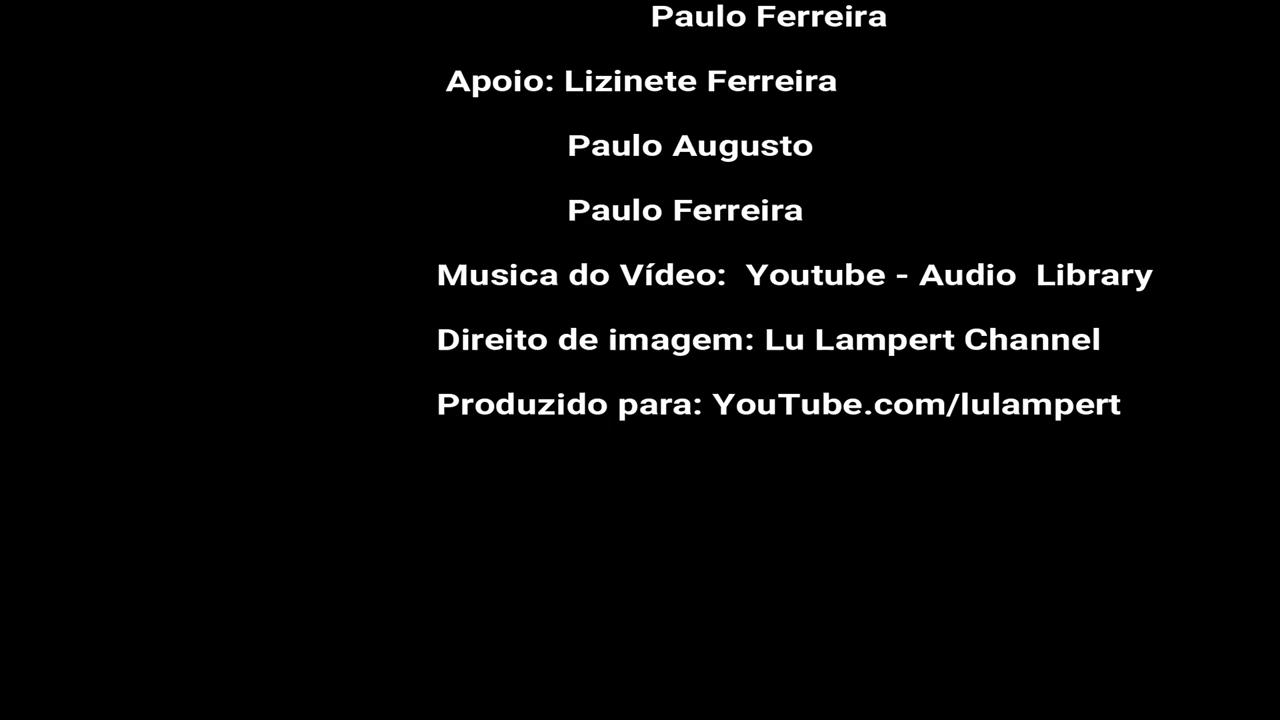 Paulo Ferreira
Apoio: Lizinete Ferreira
Paulo Augusto
Paulo Ferreira
Musica do Vídeo: Youtube - Audio Library
Direito de imagem: Lu Lampert Channel
Produzido para: YouTube.com/lulampert